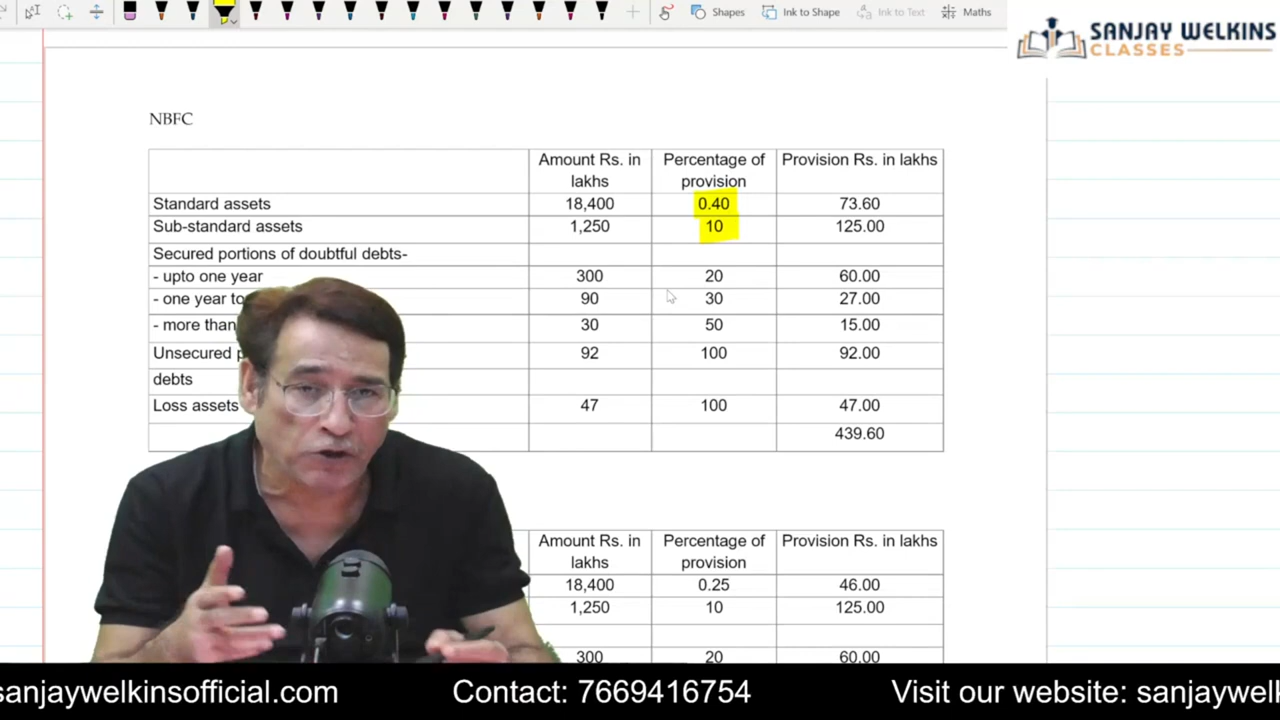 Shapes Ink to Shape Ink to Text Maths
SANJAY WELKINS
CLASSES
NBFC
Amount Rs. in lakhs Percentage of provision Provision Rs. in lakhs
Standard assets 18,400 0.40 73.60
Sub-standard assets 1,250 10 125.00
Secured portions of doubtful debts-
- upto one year 300 20 60.00
- one year to 90 30 27.00
- more than 30 50 15.00
Unsecured 92 100 92.00
debts
Loss assets 47 100 47.00
439.60
Amount Rs. in lakhs Percentage of provision Provision Rs. in lakhs
18,400 0.25 46.00
1,250 10 125.00
300 20 60.00
sanjaywelkinsofficial.com Contact: 7669416754 Visit our website: